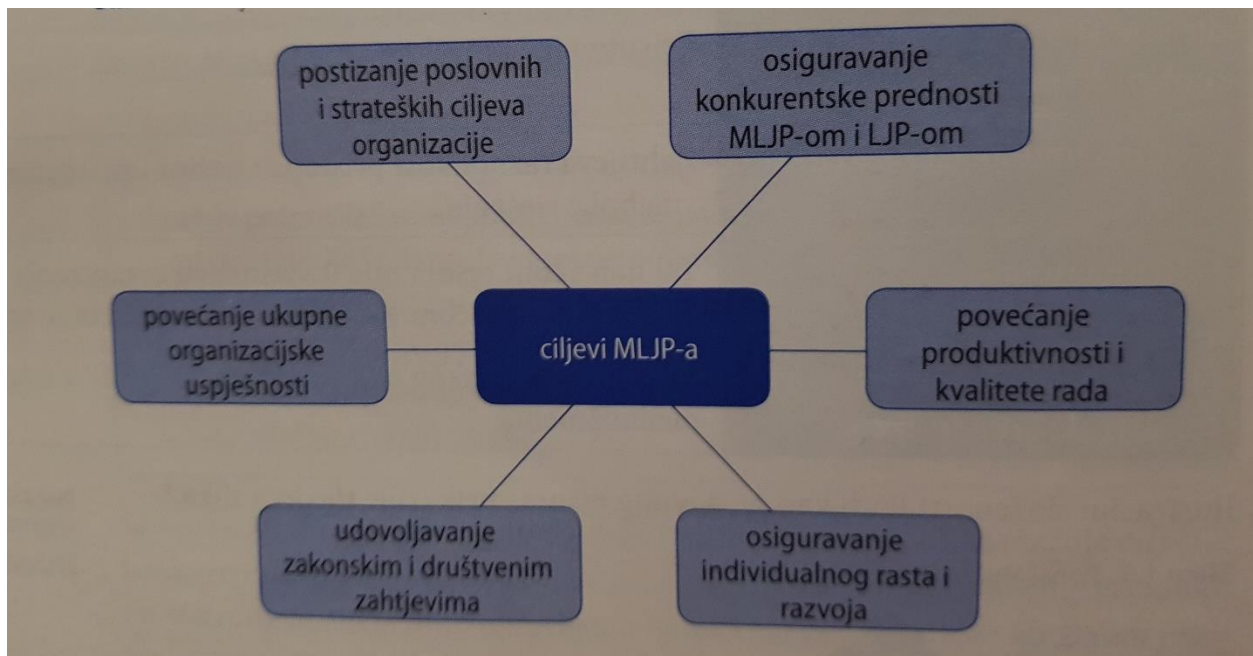 postizanje poslovnih
i strateških ciljeva
organizacije
osiguravanje
konkurentske prednosti
MLJP-om i LJP-om
povećanje ukupne
organizacijske
uspješnosti
ciljevi MLJP-a
povećanje
produktivnosti i
kvalitete rada
udovoljavanje
zakonskim i društvenim
zahtjevima
osiguravanje
individualnog rasta i
razvoja